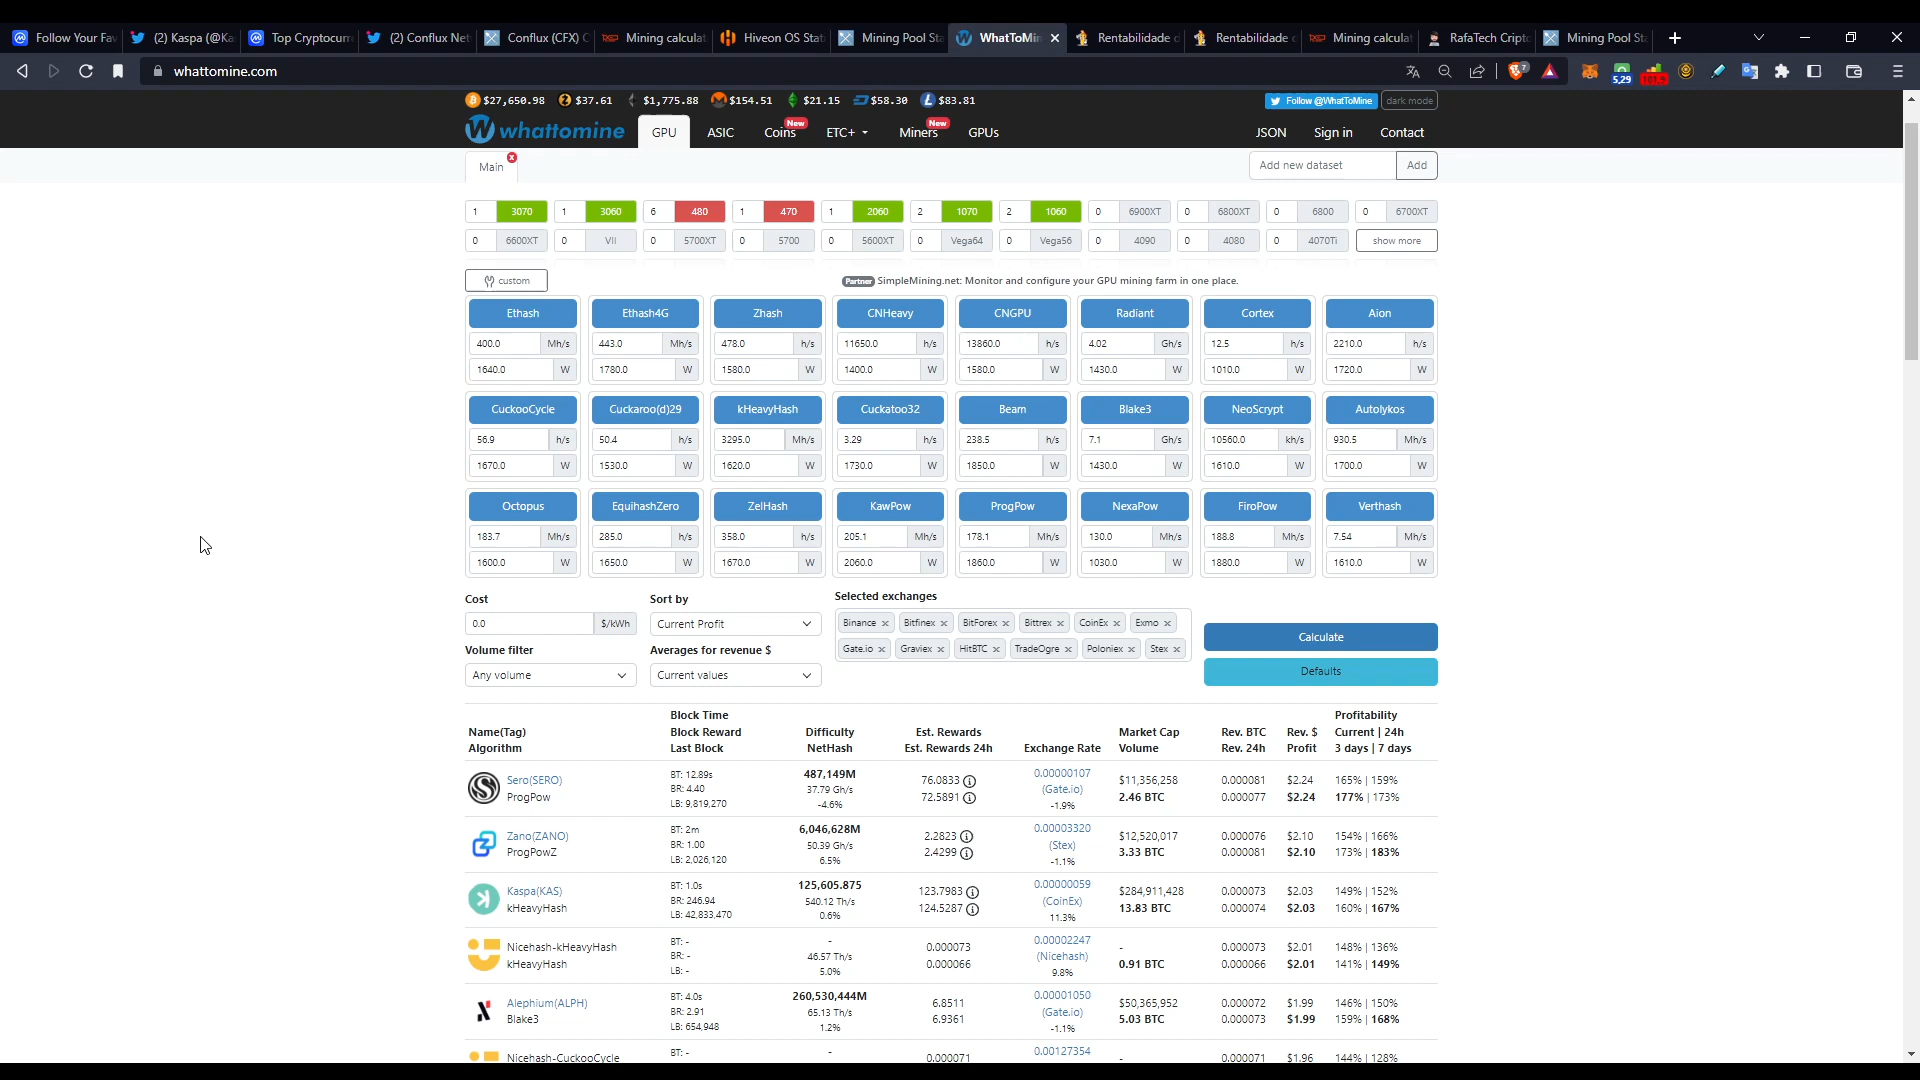 Follow Your Fav
(2) Kaspa (@Ka
Top Cryptocurr
(2) Conflux Net
Conflux (CFX) C
Mining calculat
Hiveon OS Stat
Mining Pool Sta
WhatToMin
Rentabilidade d
Rentabilidade d
Mining calculat
RafaTech Cripto
Mining Pool Sta
whattomine.com
7
5,29
$27,650.98 $37.61 $1,775.88 $154.51 $21.15 $58.30 $83.81
Follow @WhatToMine dark mode
whattomine GPU ASIC Coins New ETC+ Miners New GPUs JSON Sign in Contact
Main Add new dataset Add
1 3070 1 3060 6 480 1 470 1 2060 2 1070 2 1060 0 6900XT 0 6800XT 0 6800 0 6700XT
0 6600XT 0 VII 0 5700XT 0 5700 0 5600XT 0 Vega64 0 Vega56 0 4090 0 4080 0 4070Ti show more
custom Partner SimpleMining.net: Monitor and configure your GPU mining farm in one place.
Ethash Ethash4G Zhash CNHeavy CNGPU Radiant Cortex Aion
400.0 Mh/s 443.0 Mh/s 478.0 h/s 11650.0 h/s 13860.0 h/s 4.02 Gh/s 12.5 h/s 2210.0 h/s
1640.0 W 1780.0 W 1580.0 W 1400.0 W 1580.0 W 1430.0 W 1010.0 W 1720.0 W
CuckooCycle Cuckaroo(d)29 kHeavyHash Cuckatoo32 Beam Blake3 NeoScrypt Autolykos
56.9 h/s 50.4 h/s 3295.0 Mh/s 3.29 h/s 238.5 h/s 7.1 Gh/s 10560.0 kh/s 930.5 Mh/s
1670.0 W 1530.0 W 1620.0 W 1730.0 W 1850.0 W 1430.0 W 1610.0 W 1700.0 W
Octopus EquihashZero ZelHash KawPow ProgPow NexaPow FiroPow Verthash
183.7 Mh/s 285.0 h/s 358.0 h/s 205.1 Mh/s 178.1 Mh/s 130.0 Mh/s 188.8 Mh/s 7.54 Mh/s
1600.0 W 1650.0 W 1670.0 W 2060.0 W 1860.0 W 1030.0 W 1880.0 W 1610.0 W
Cost Sort by Selected exchanges
0.0 $/kWh Current Profit Binance Bitfinex BitForex Bittrex CoinEx Exmo
Calculate
Volume filter Averages for revenue $ Gate.io Graviex HitBTC TradeOgre Poloniex Stex
Any volume Current values Defaults
Name(Tag)
Algorithm
Block Time
Block Reward
Last Block
Difficulty
NetHash
Est. Rewards
Est. Rewards 24h
Exchange Rate
Market Cap
Volume
Rev. BTC
Rev. 24h
Rev. $
Profit
Profitability
Current | 24h
3 days | 7 days
Sero(SERO)
ProgPow
BT: 12.89s
BR: 4.40
LB: 9,819,270
487,149M
37.79 Gh/s
-4.6%
76.0833
72.5891
0.00000107
(Gate.io)
-1.9%
$11,356,258
2.46 BTC
0.000081
0.000077
$2.24
$2.24
165% | 159%
177% | 173%
Zano(ZANO)
ProgPowZ
BT: 2m
BR: 1.00
LB: 2,026,120
6,046,628M
50.39 Gh/s
6.5%
2.2823
2.4299
0.00003320
(Stex)
-1.1%
$12,520,017
3.33 BTC
0.000076
0.000081
$2.10
$2.10
154% | 166%
173% | 183%
Kaspa(KAS)
kHeavyHash
BT: 1.0s
BR: 246.94
LB: 42,833,470
125,605.875
540.12 Th/s
0.6%
123.7983
124.5287
0.00000059
(CoinEx)
11.3%
$284,911,428
13.83 BTC
0.000073
0.000074
$2.03
$2.03
149% | 152%
160% | 167%
Nicehash-kHeavyHash
kHeavyHash
BT: -
BR: -
LB: -
-
46.57 Th/s
5.0%
0.000073
0.000066
0.00002247
(Nicehash)
9.8%
-
0.91 BTC
0.000073
0.000066
$2.01
$2.01
148% | 136%
141% | 149%
Alephium(ALPH)
Blake3
BT: 4.0s
BR: 2.91
LB: 654,948
260,530,444M
65.13 Th/s
1.2%
6.8511
6.9361
0.00001050
(Gate.io)
-1.1%
$50,365,952
5.03 BTC
0.000072
0.000073
$1.99
$1.99
146% | 150%
159% | 168%
Nicehash-CuckooCycle
BT: -
-
0.000071
0.00127354
-
0.000071
$1.96
144% | 128%